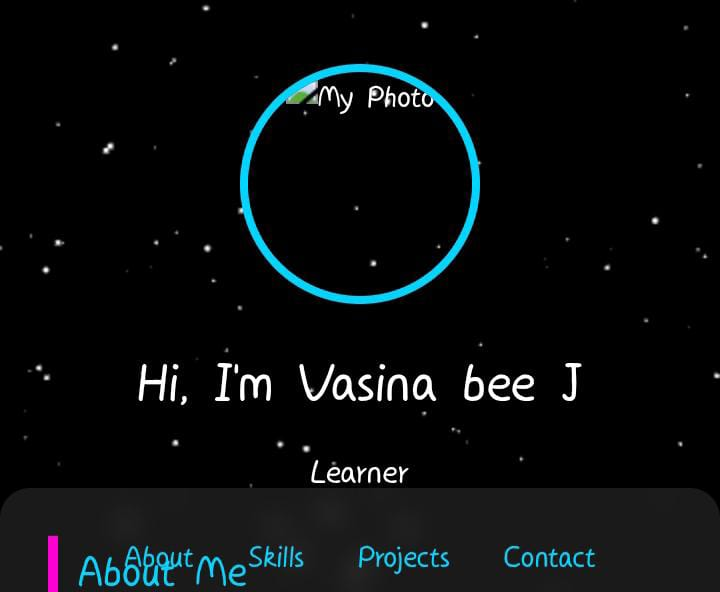 My Photo
Hi, I'm Vasina bee J
Learner
About Skills Projects Contact
About Me